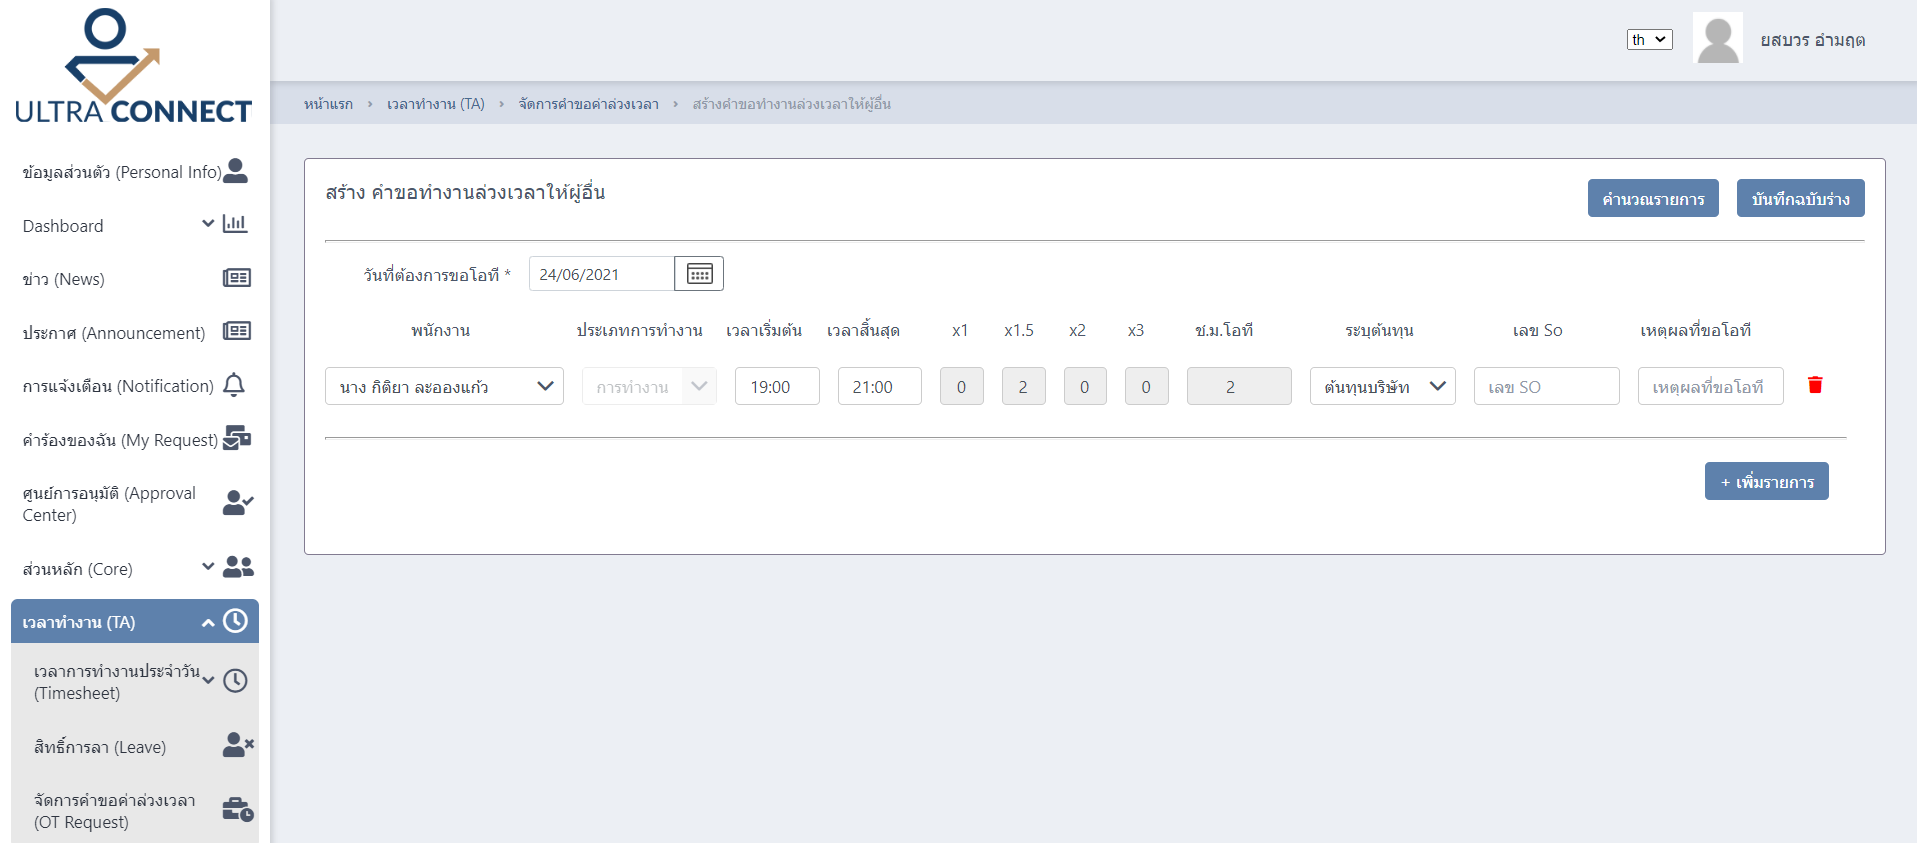 ULTRA CONNECT
th
ยสบวร อ่ามฤต
หน้าแรก › เวลาทำงาน (TA) › จัดการคำขอค่าล่วงเวลา › สร้างคำขอทำงานล่วงเวลาให้ผู้อื่น
ข้อมูลส่วนตัว (Personal Info)
Dashboard
ข่าว (News)
ประกาศ (Announcement)
การแจ้งเตือน (Notification)
คำร้องของฉัน (My Request)
ศูนย์การอนุมัติ (Approval
Center)
ส่วนหลัก (Core)
เวลาทำงาน (TA)
เวลาการทำงานประจำวัน
(Timesheet)
สิทธิ์การลา (Leave)
จัดการคำขอค่าล่วงเวลา
(OT Request)
สร้าง คำขอทำงานล่วงเวลาให้ผู้อื่น
คำนวณรายการ
บันทึกฉบับร่าง
วันที่ต้องการขอโอที * 24/06/2021
พนักงาน ประเภทการทำงาน เวลาเริ่มต้น เวลาสิ้นสุด x1 x1.5 x2 x3 ช.ม.โอที ระบุต้นทุน เลข So เหตุผลที่ขอโอที
นาง กิติยา ละอองแก้ว การทำงาน 19:00 21:00 0 2 0 0 2 ต้นทุนบริษัท เลข SO เหตุผลที่ขอโอที
+ เพิ่มรายการ